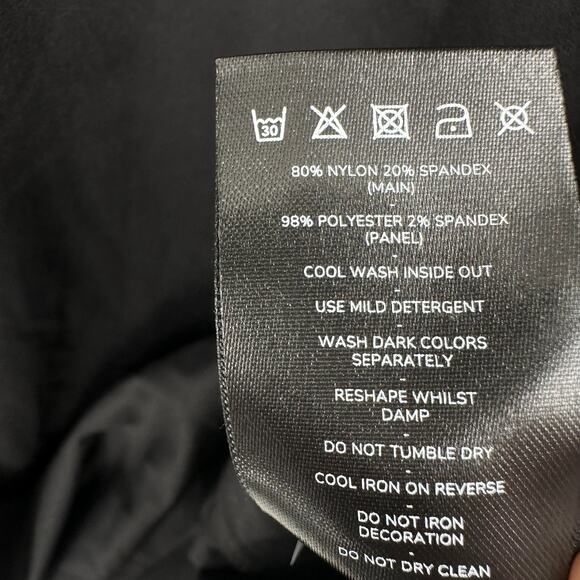 30
80% NYLON 20% SPANDEX
(MAIN)
-
98% POLYESTER 2% SPANDEX
(PANEL)
-
COOL WASH INSIDE OUT
-
USE MILD DETERGENT
-
WASH DARK COLORS
SEPARATELY
-
RESHAPE WHILST
DAMP
-
DO NOT TUMBLE DRY
-
COOL IRON ON REVERSE
-
DO NOT IRON
DECORATION
-
DO NOT DRY CLEAN